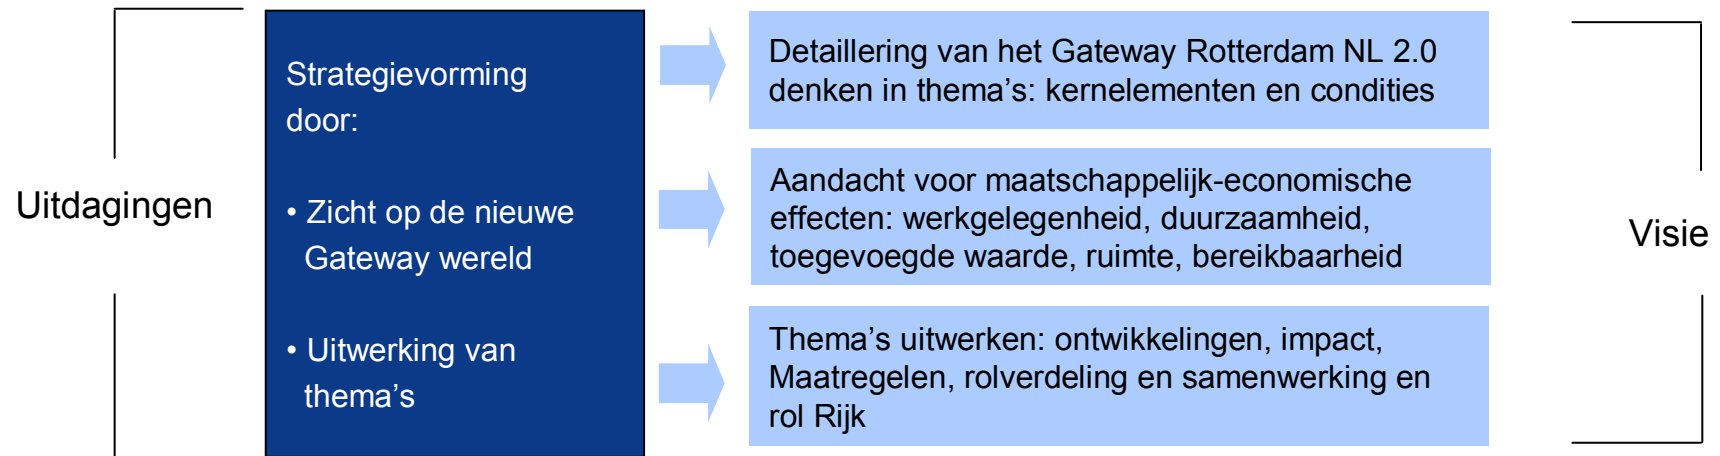 Uitdagingen
Strategievorming
door:
• Zicht op de nieuwe
Gateway wereld
• Uitwerking van
thema’s
Detaillering van het Gateway Rotterdam NL 2.0
denken in thema’s: kernelementen en condities
Aandacht voor maatschappelijk-economische
effecten: werkgelegenheid, duurzaamheid,
toegevoegde waarde, ruimte, bereikbaarheid
Thema’s uitwerken: ontwikkelingen, impact,
Maatregelen, rolverdeling en samenwerking en
rol Rijk
Visie